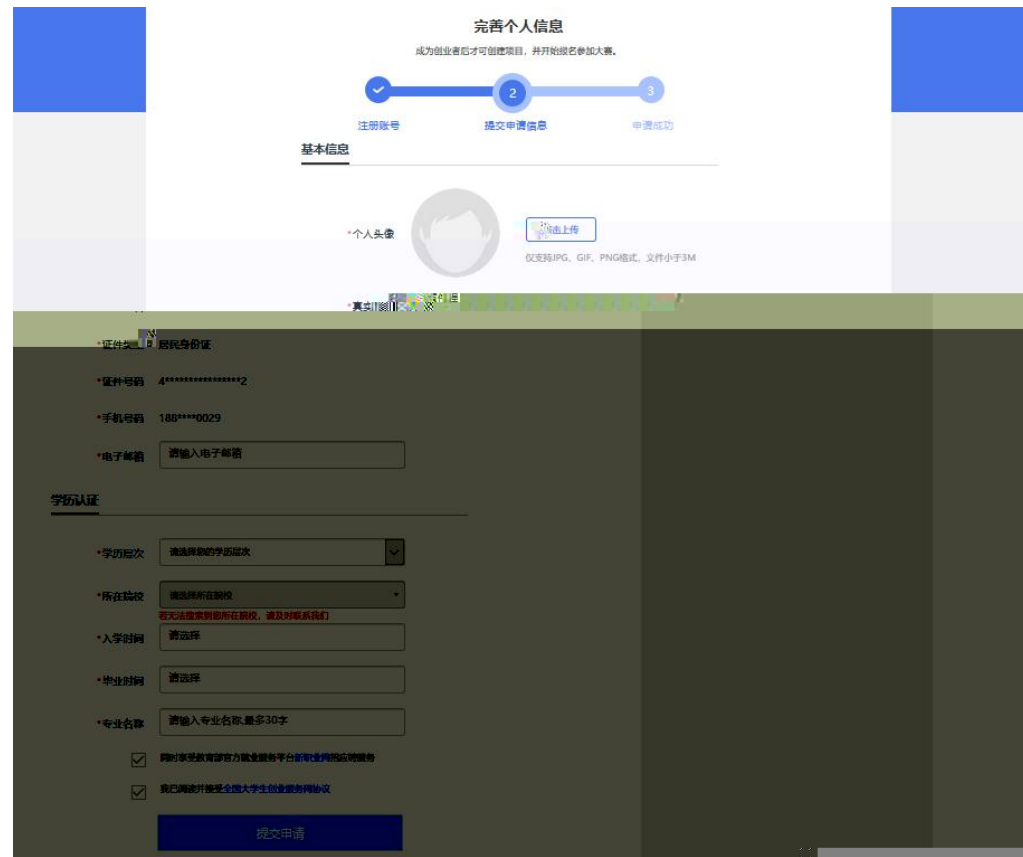 完善个人信息
成为创业者后才可创建项目，并开始报名参加大赛。
2
3
注册账号
提交申请信息
申请成功
基本信息
*个人头像
击上传
仅支持JPG、GIF、PNG格式，文件小于3M
*真实
*证件
居民身份证
*证件号码
4****************2
*手机号码
188****0029
*电子邮箱
请输入电子邮箱
学历认证
*学历层次
请选择您的学历层次
*所在院校
请选择所在院校
若无法搜索到您所在院校，请及时联系我们
*入学时间
请选择
*毕业时间
请选择
*专业名称
请输入专业名称,最多30字
同时享受教育部官方就业服务平台新职业网招应聘服务
我已阅读并接受全国大学生创业服务网协议
提交申请